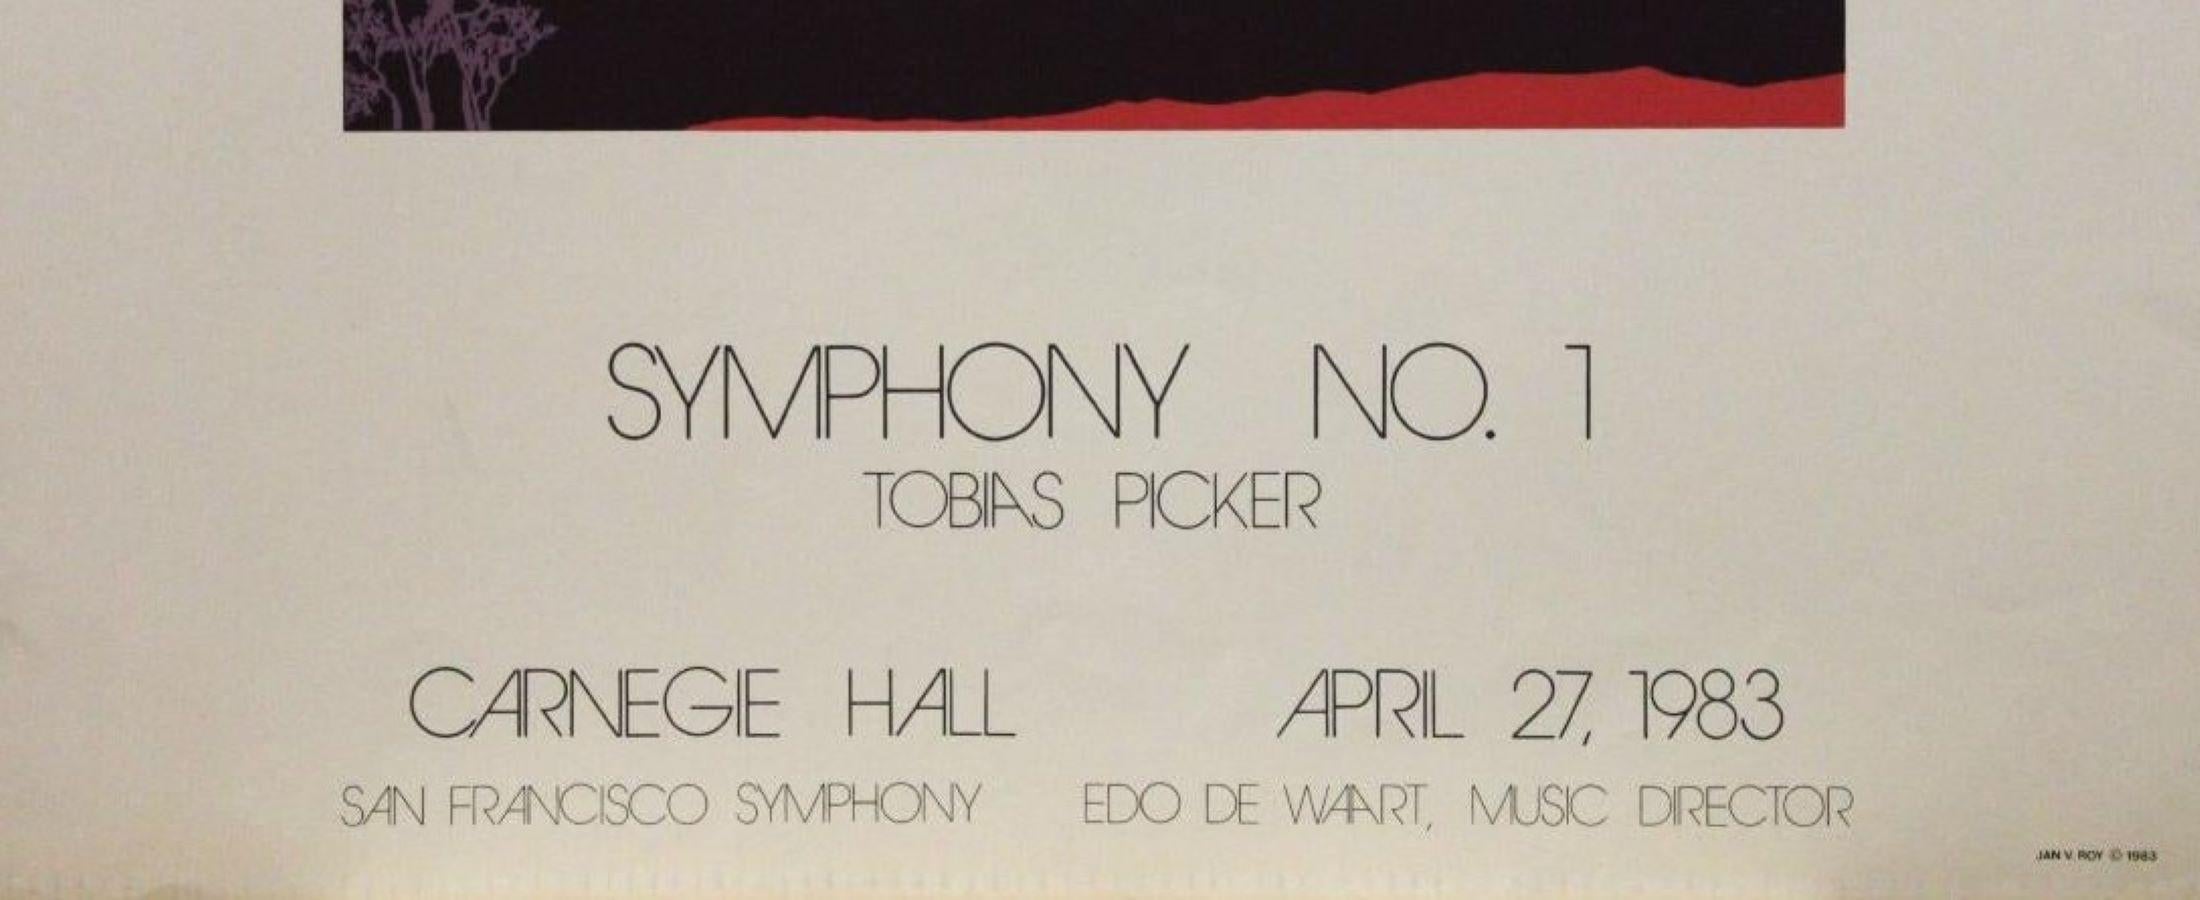 SYMPHONY NO. 1
TOBIAS PICKER
CARNEGIE HALL APRIL 27, 1983
SAN FRANCISCO SYMPHONY EDO DE WAART, MUSIC DIRECTOR
JAN V. ROY © 1983